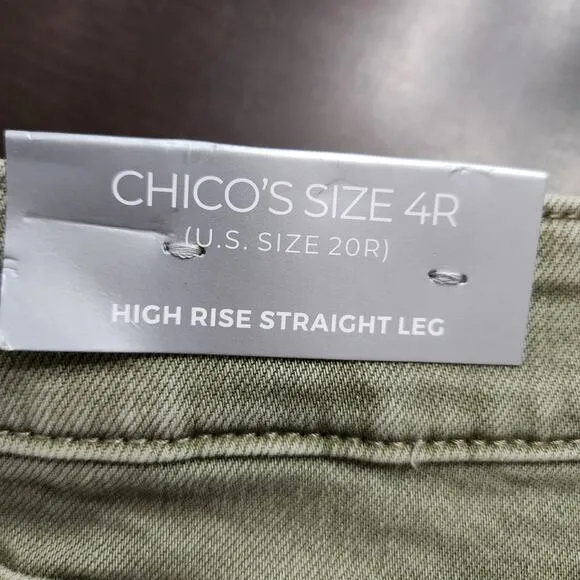 CHICO'S SIZE 4R
(U.S. SIZE 20R)
HIGH RISE STRAIGHT LEG